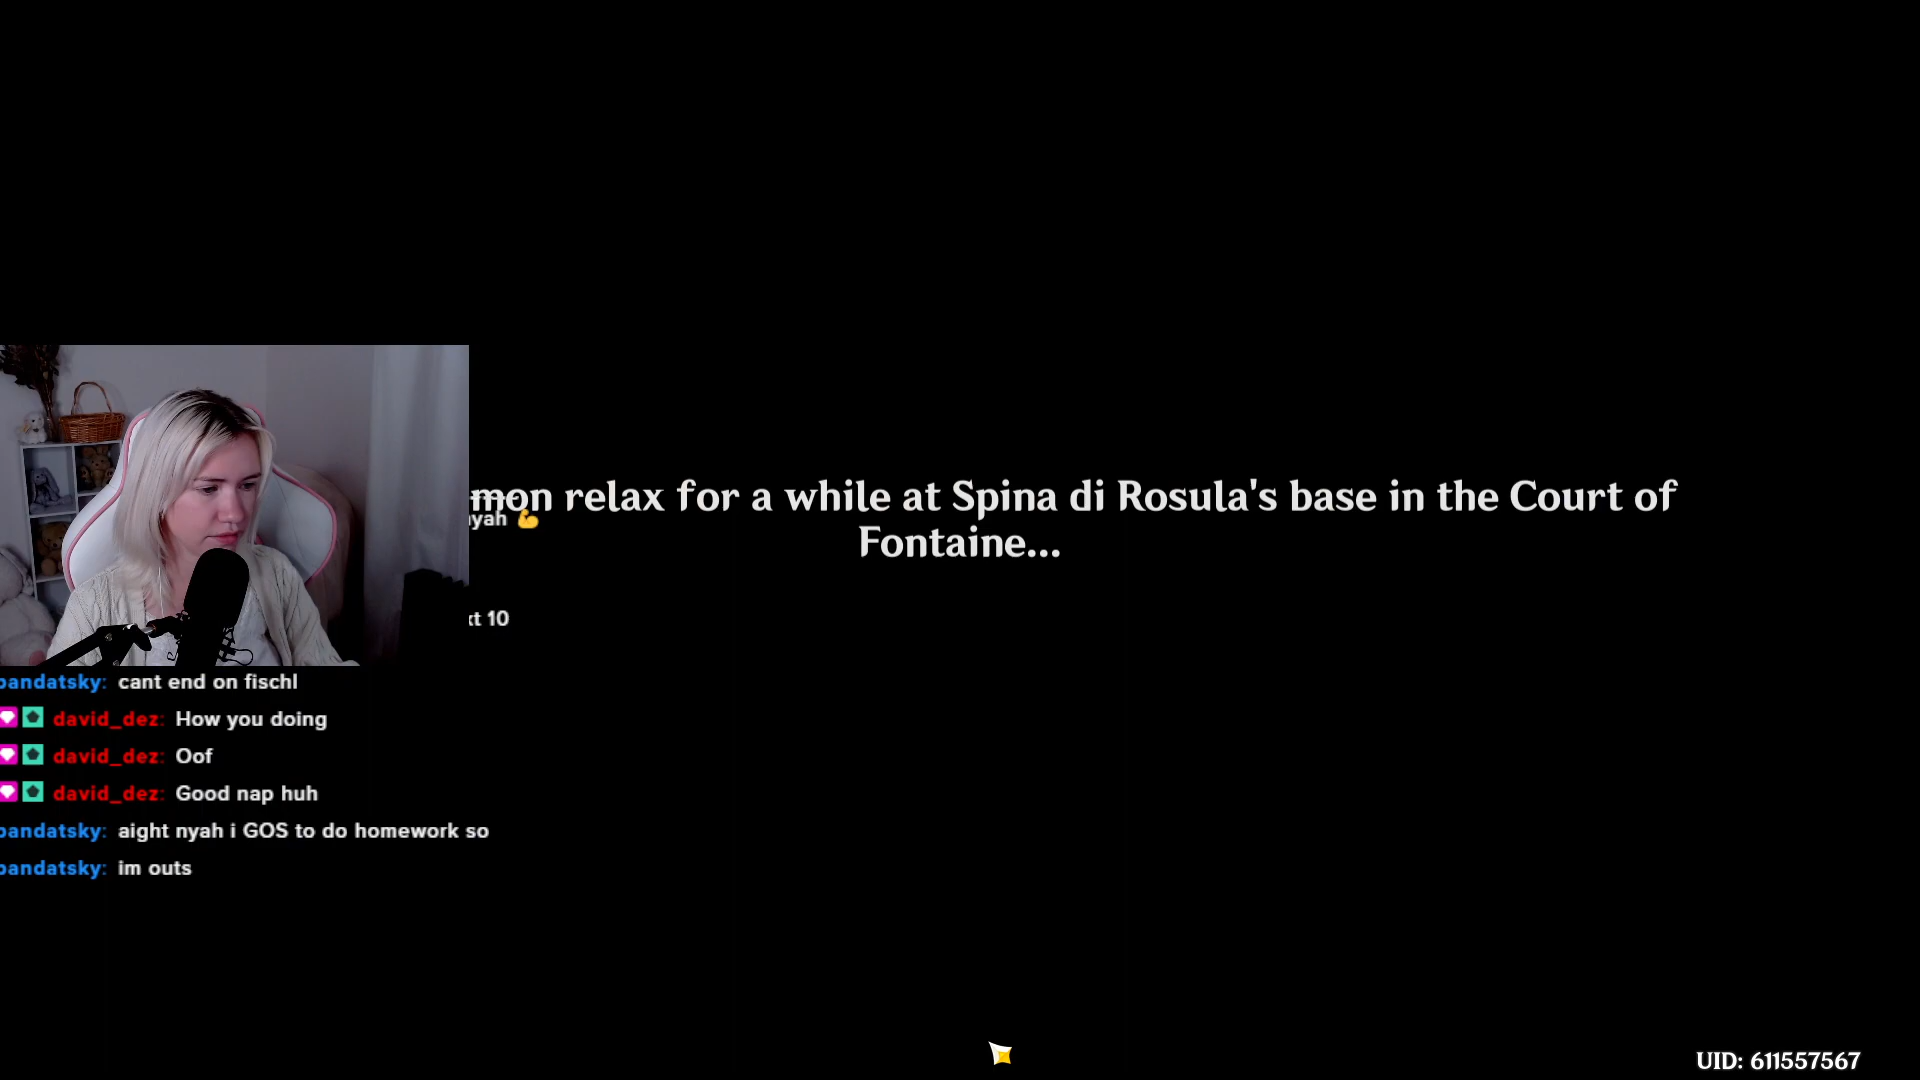 relax for a while at Spina di Rosula's base in the Court of
Fontaine...
10
pandatsky: cant end on fischl
david_dez: How you doing
david_dez: Oof
david_dez: Good nap huh
pandatsky: aight nyah i GOS to do homework so
pandatsky: im outs
UID: 611557567